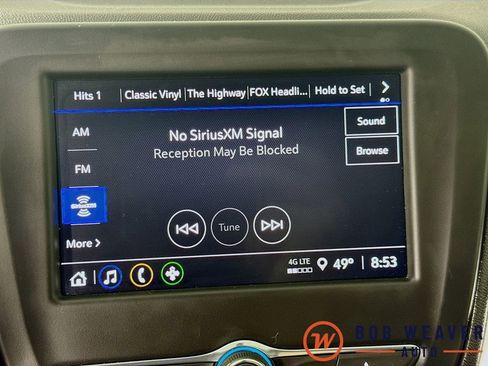 Hits 1 Classic Vinyl The Highway FOX Headli... Hold to Set
AM
No SiriusXM Signal
Sound
Reception May Be Blocked
Browse
FM
SiriusXM
Tune
More
4G LTE
49° 8:53
BOB WEAVER
AUTO